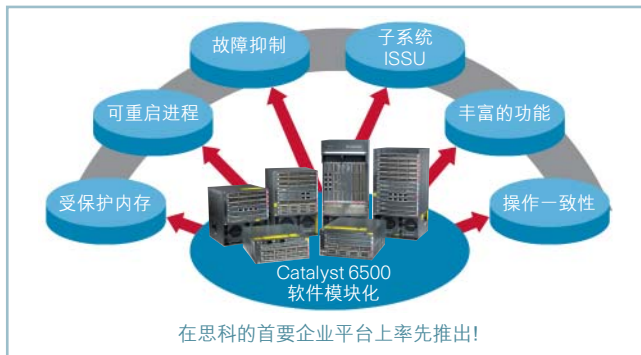 故障抑制
子系统
ISSU
可重启进程
丰富的功能
受保护内存
操作一致性
Catalyst 6500
软件模块化
在思科的首要企业平台上率先推出!